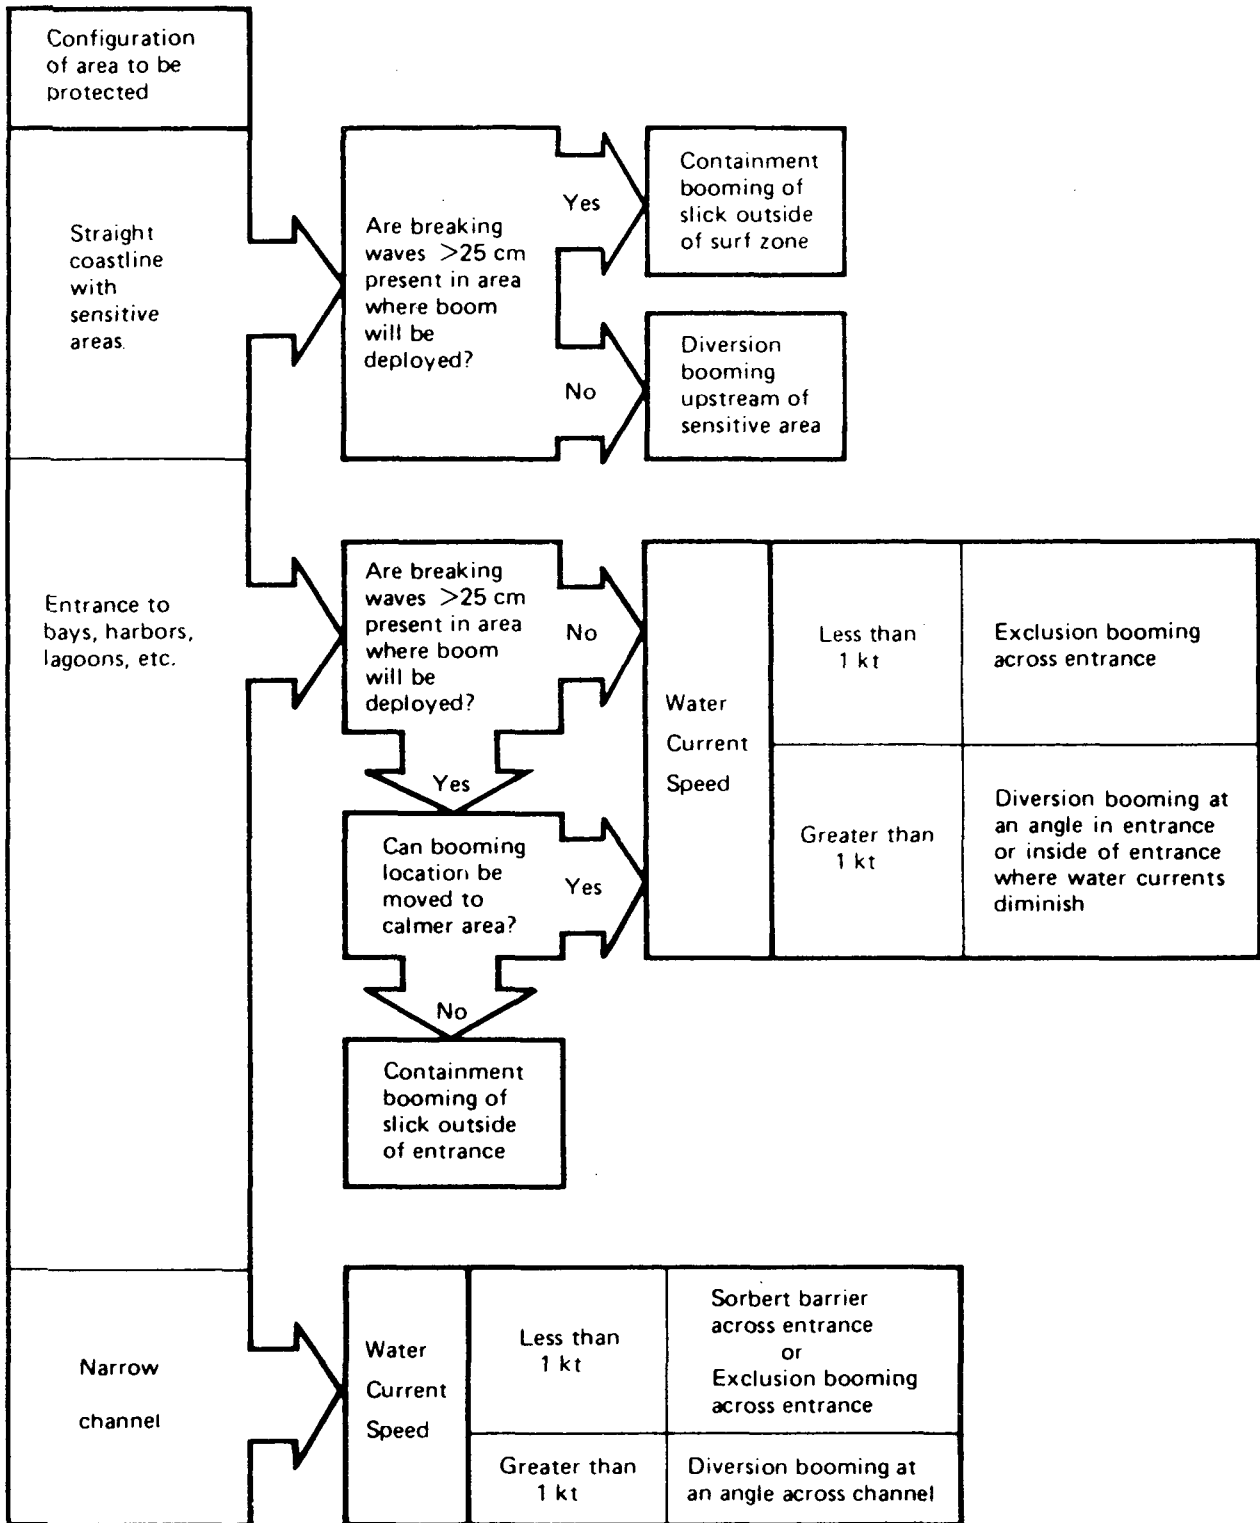 Configuration
of area to be
protected
Straight
coastline
with
sensitive
areas.
Are breaking
waves >25 cm
present in area
where boom
will be
deployed?
Yes
Containment
booming of
slick outside
of surf zone
No
Diversion
booming
upstream of
sensitive area
Entrance to
bays, harbors,
lagoons, etc.
Are breaking
waves >25 cm
present in area
where boom
will be
deployed?
No
Yes
Can booming
location be
moved to
calmer area?
Yes
No
Containment
booming of
slick outside
of entrance
Water
Current
Speed
Less than
1 kt
Exclusion booming
across entrance
Greater than
1 kt
Diversion booming at
an angle in entrance
or inside of entrance
where water currents
diminish
Narrow
channel
Water
Current
Speed
Less than
1 kt
Sorbert barrier
across entrance
or
Exclusion booming
across entrance
Greater than
1 kt
Diversion booming at
an angle across channel